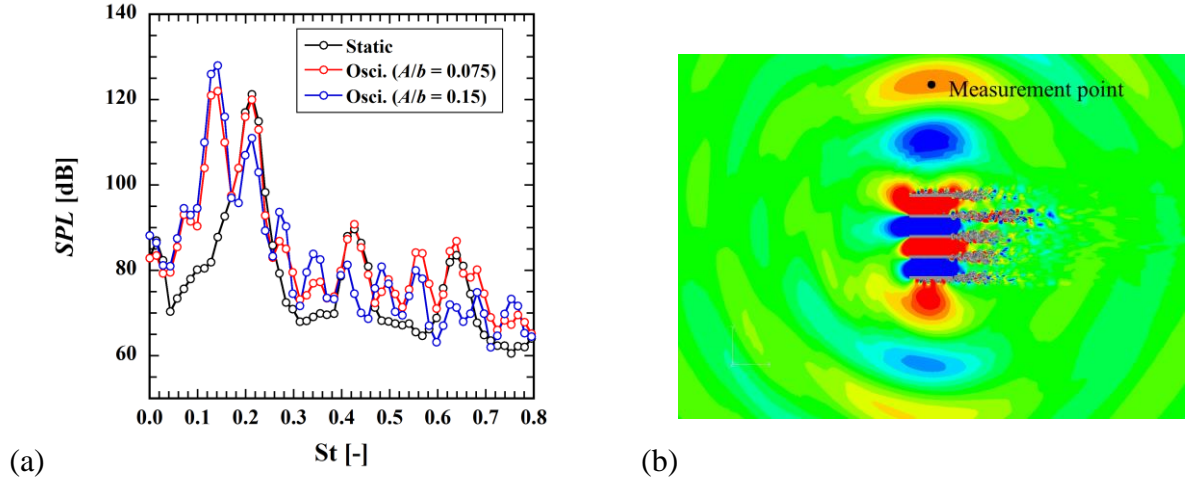 140
120
100
80
60
SPL [dB]
Static
Osci. (A/b = 0.075)
Osci. (A/b = 0.15)
0.0 0.1 0.2 0.3 0.4 0.5 0.6 0.7 0.8
St [-]
Measurement point
(a)
(b)